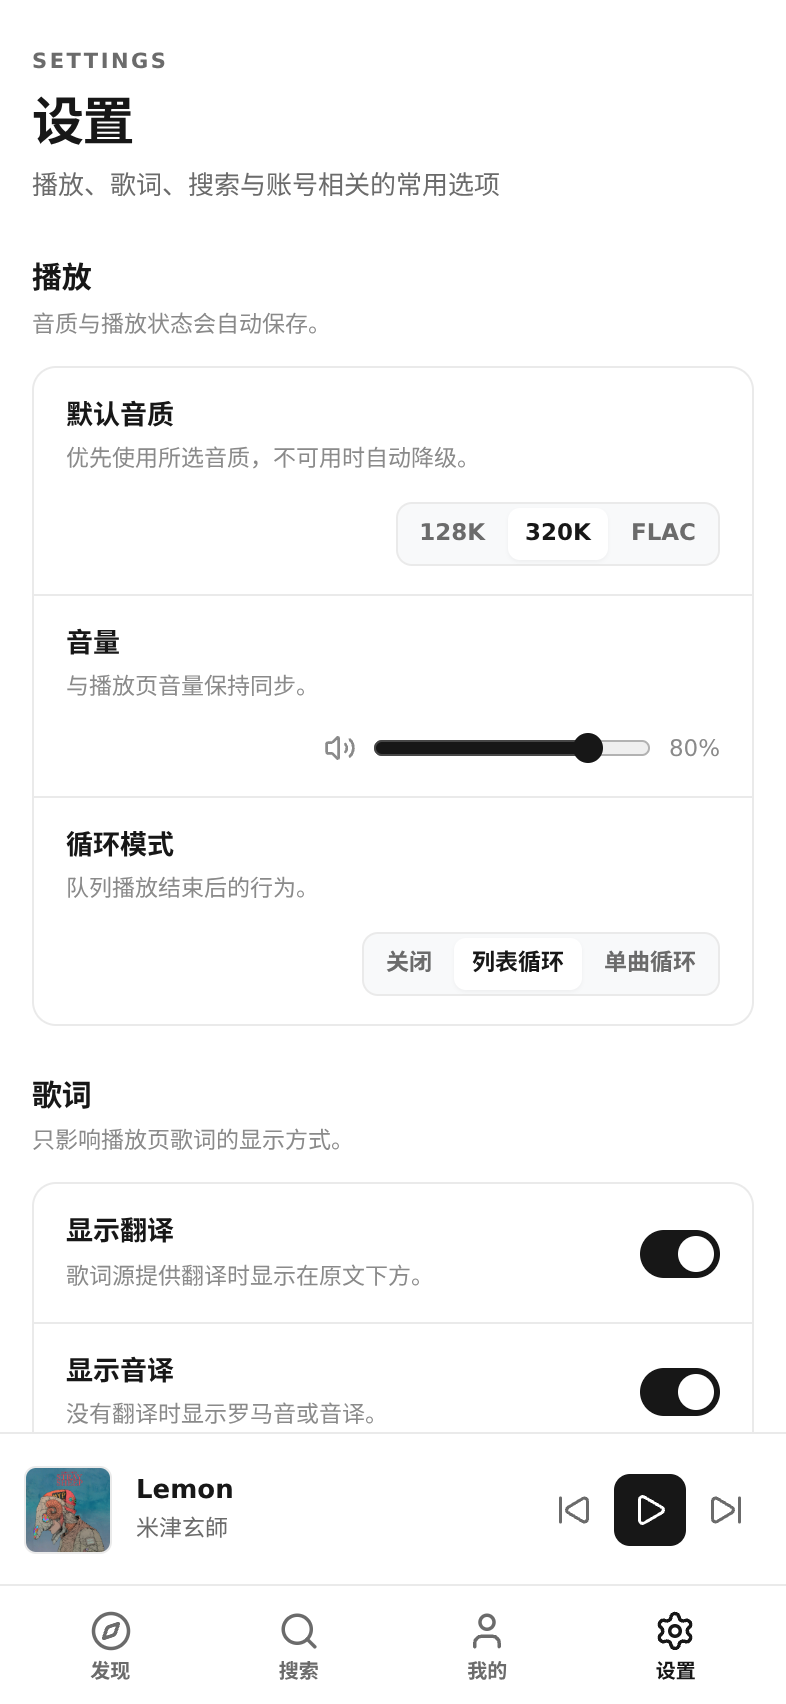 SETTINGS
设置
播放、歌词、搜索与账号相关的常用选项
播放
音质与播放状态会自动保存。
默认音质
优先使用所选音质，不可用时自动降级。
128K 320K FLAC
音量
与播放页音量保持同步。
80%
循环模式
队列播放结束后的行为。
关闭 列表循环 单曲循环
歌词
只影响播放页歌词的显示方式。
显示翻译
歌词源提供翻译时显示在原文下方。
显示音译
没有翻译时显示罗马音或音译。
Lemon
米津玄師
发现 搜索 我的 设置